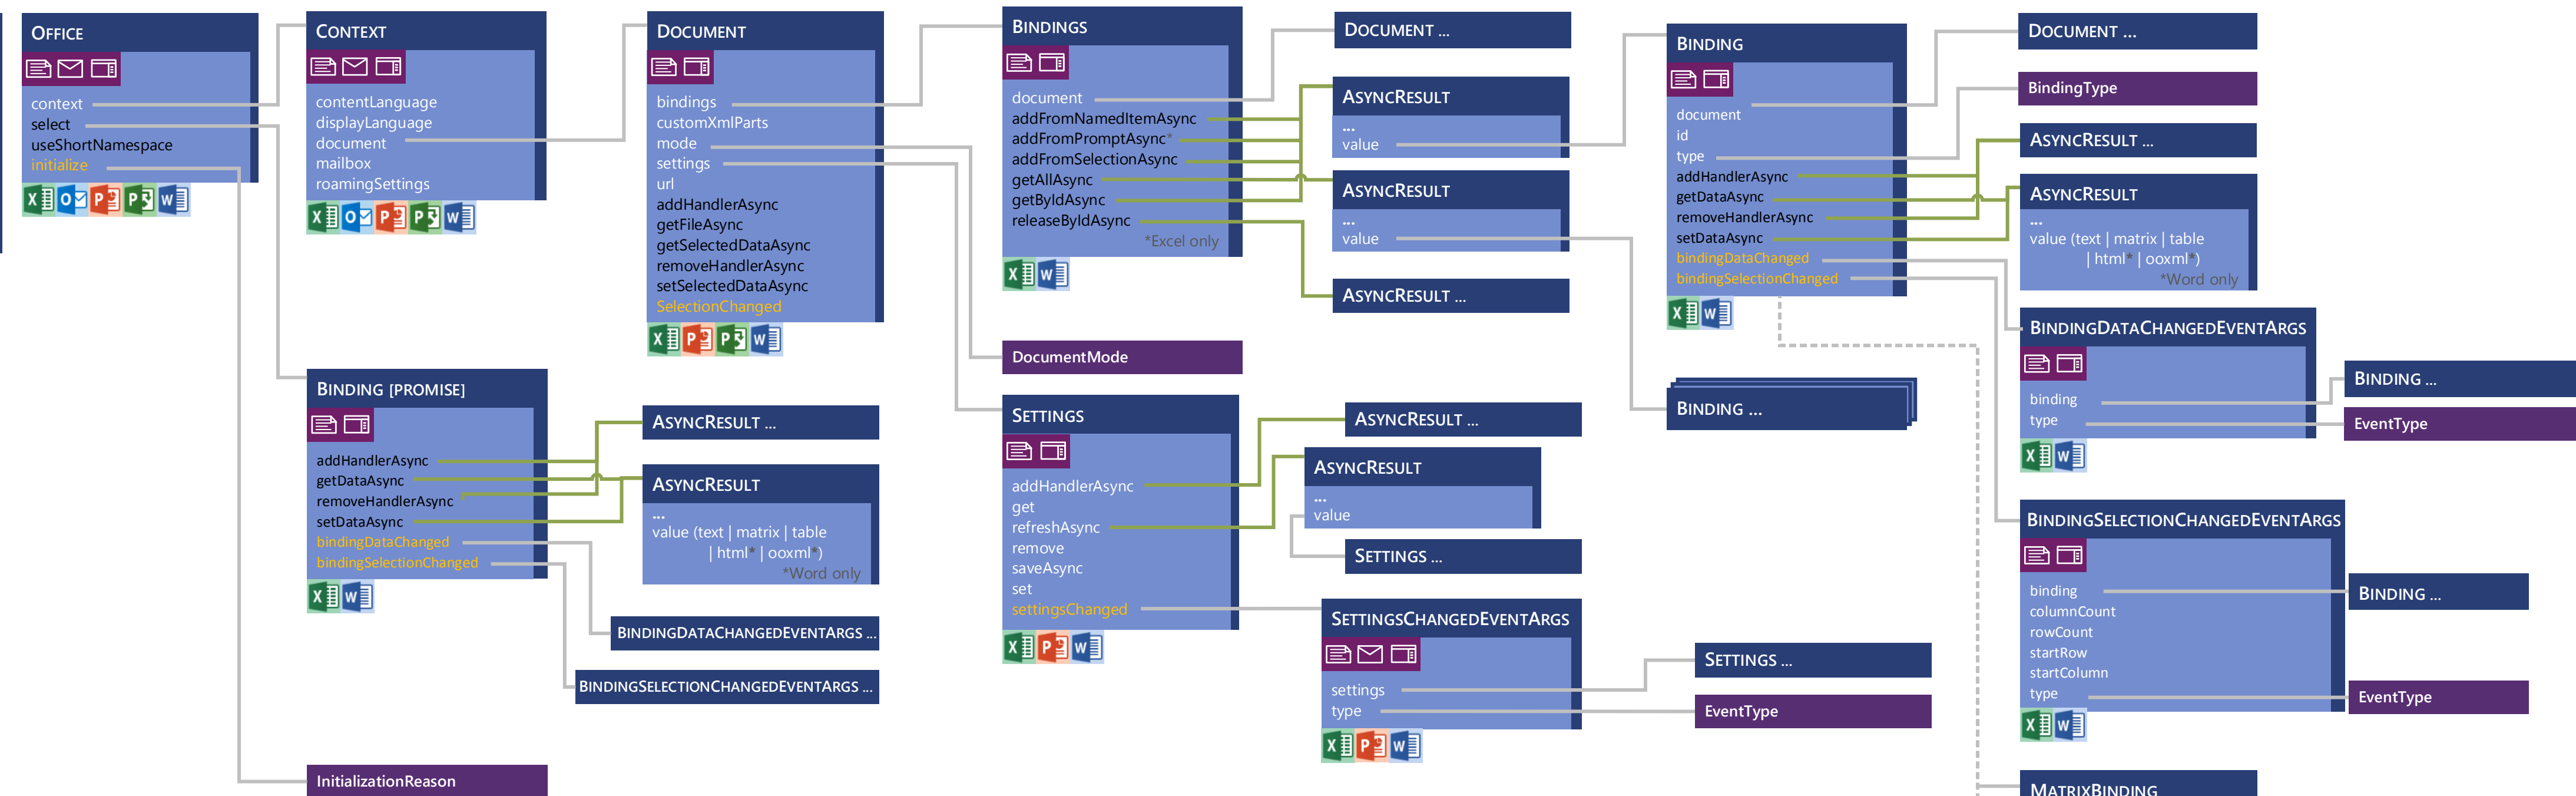 OFFICE
context
select
useShortNamespace
initialize
CONTEXT
contentLanguage
displayLanguage
document
mailbox
roamingSettings
DOCUMENT
bindings
customXmlParts
mode
settings
url
addHandlerAsync
getFileAsync
getSelectedDataAsync
removeHandlerAsync
setSelectedDataAsync
SelectionChanged
BINDINGS
document
addFromNamedItemAsync
addFromPromptAsync*
addFromSelectionAsync
getAllAsync
getByIdAsync
releaseByIdAsync
*Excel only
DOCUMENT ...
ASYNCRESULT
...
value
ASYNCRESULT
...
value
ASYNCRESULT ...
BINDING
document
id
type
addHandlerAsync
getDataAsync
removeHandlerAsync
setDataAsync
bindingDataChanged
bindingSelectionChanged
DOCUMENT ...
BindingType
ASYNCRESULT ...
ASYNCRESULT
...
value (text | matrix | table
| html* | ooxml*)
*Word only
BINDINGDATACHANGEDEVENTARGS
binding
type
BINDING ...
EventType
BINDING [PROMISE]
addHandlerAsync
getDataAsync
removeHandlerAsync
setDataAsync
bindingDataChanged
bindingSelectionChanged
ASYNCRESULT ...
ASYNCRESULT
...
value (text | matrix | table
| html* | ooxml*)
*Word only
BINDINGDATACHANGEDEVENTARGS ...
BINDINGSELECTIONCHANGEDEVENTARGS ...
InitializationReason
DocumentMode
SETTINGS
addHandlerAsync
get
refreshAsync
remove
saveAsync
set
settingsChanged
ASYNCRESULT ...
ASYNCRESULT
...
value
SETTINGS ...
SETTINGSCHANGEDEVENTARGS
settings
type
SETTINGS ...
EventType
BINDING ...
BINDINGSELECTIONCHANGEDEVENTARGS
binding
columnCount
rowCount
startRow
startColumn
type
BINDING ...
EventType
MATRIXBINDING